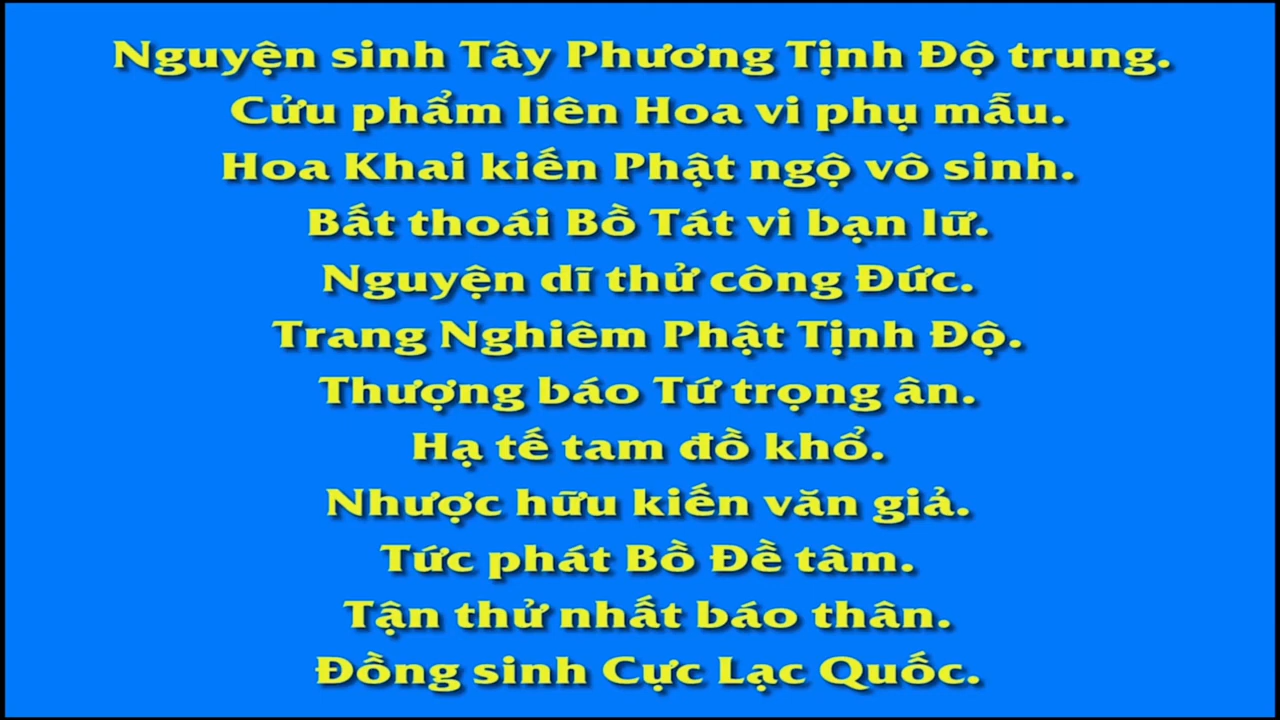 Nguyện sinh Tây Phương Tịnh Độ trung.
Cửu phẩm liên Hoa vi phụ mẫu.
Hoa Khai kiến Phật ngộ vô sinh.
Bất thoái Bồ Tát vi bạn lữ.
Nguyện dĩ thử công Đức.
Trang Nghiêm Phật Tịnh Độ.
Thượng báo Tứ trọng ân.
Hạ tế tam đồ khổ.
Nhược hữu kiến văn giả.
Tức phát Bồ Đề tâm.
Tận thử nhất báo thân.
Đồng sinh Cực Lạc Quốc.